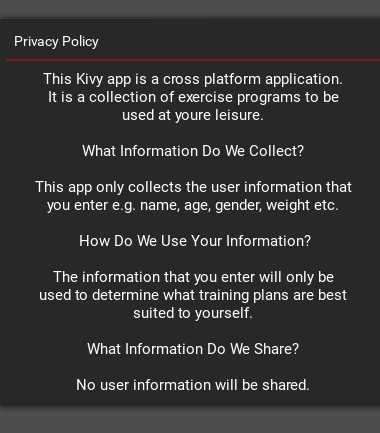 Privacy Policy
This Kivy app is a cross platform application.
It is a collection of exercise programs to be
used at youre leisure.
What Information Do We Collect?
This app only collects the user information that
you enter e.g. name, age, gender, weight etc.
How Do We Use Your Information?
The information that you enter will only be
used to determine what training plans are best
suited to yourself.
What Information Do We Share?
No user information will be shared.